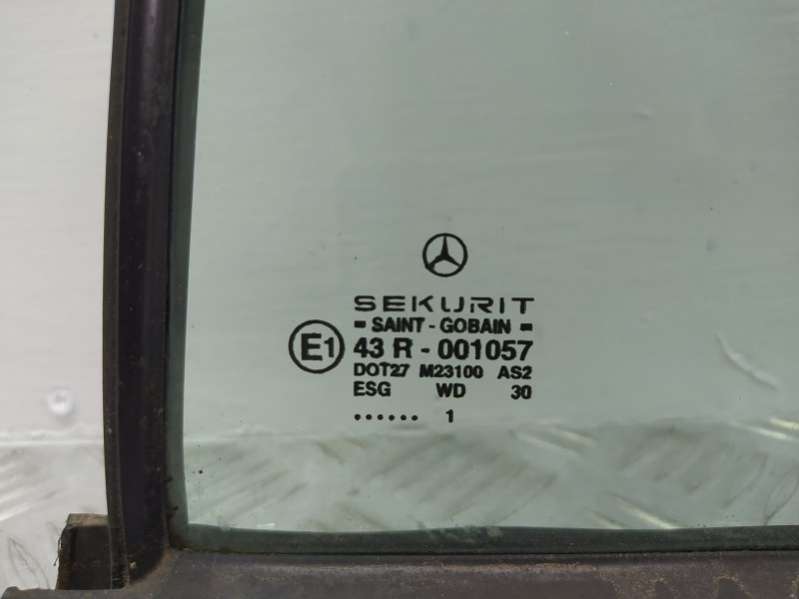 SEKURIT
SAINT - GOBAIN
E1 43 R - 001057
DOT27 M23100 AS2
ESG WD 30
...... 1